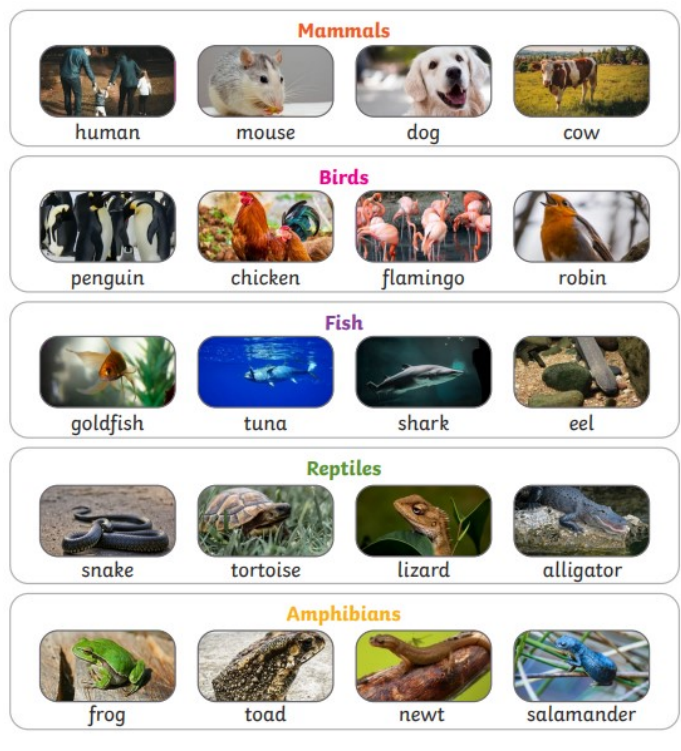 Mammals
human mouse dog cow
Birds
penguin chicken flamingo robin
Fish
goldfish tuna shark eel
Reptiles
snake tortoise lizard alligator
Amphibians
frog toad newt salamander